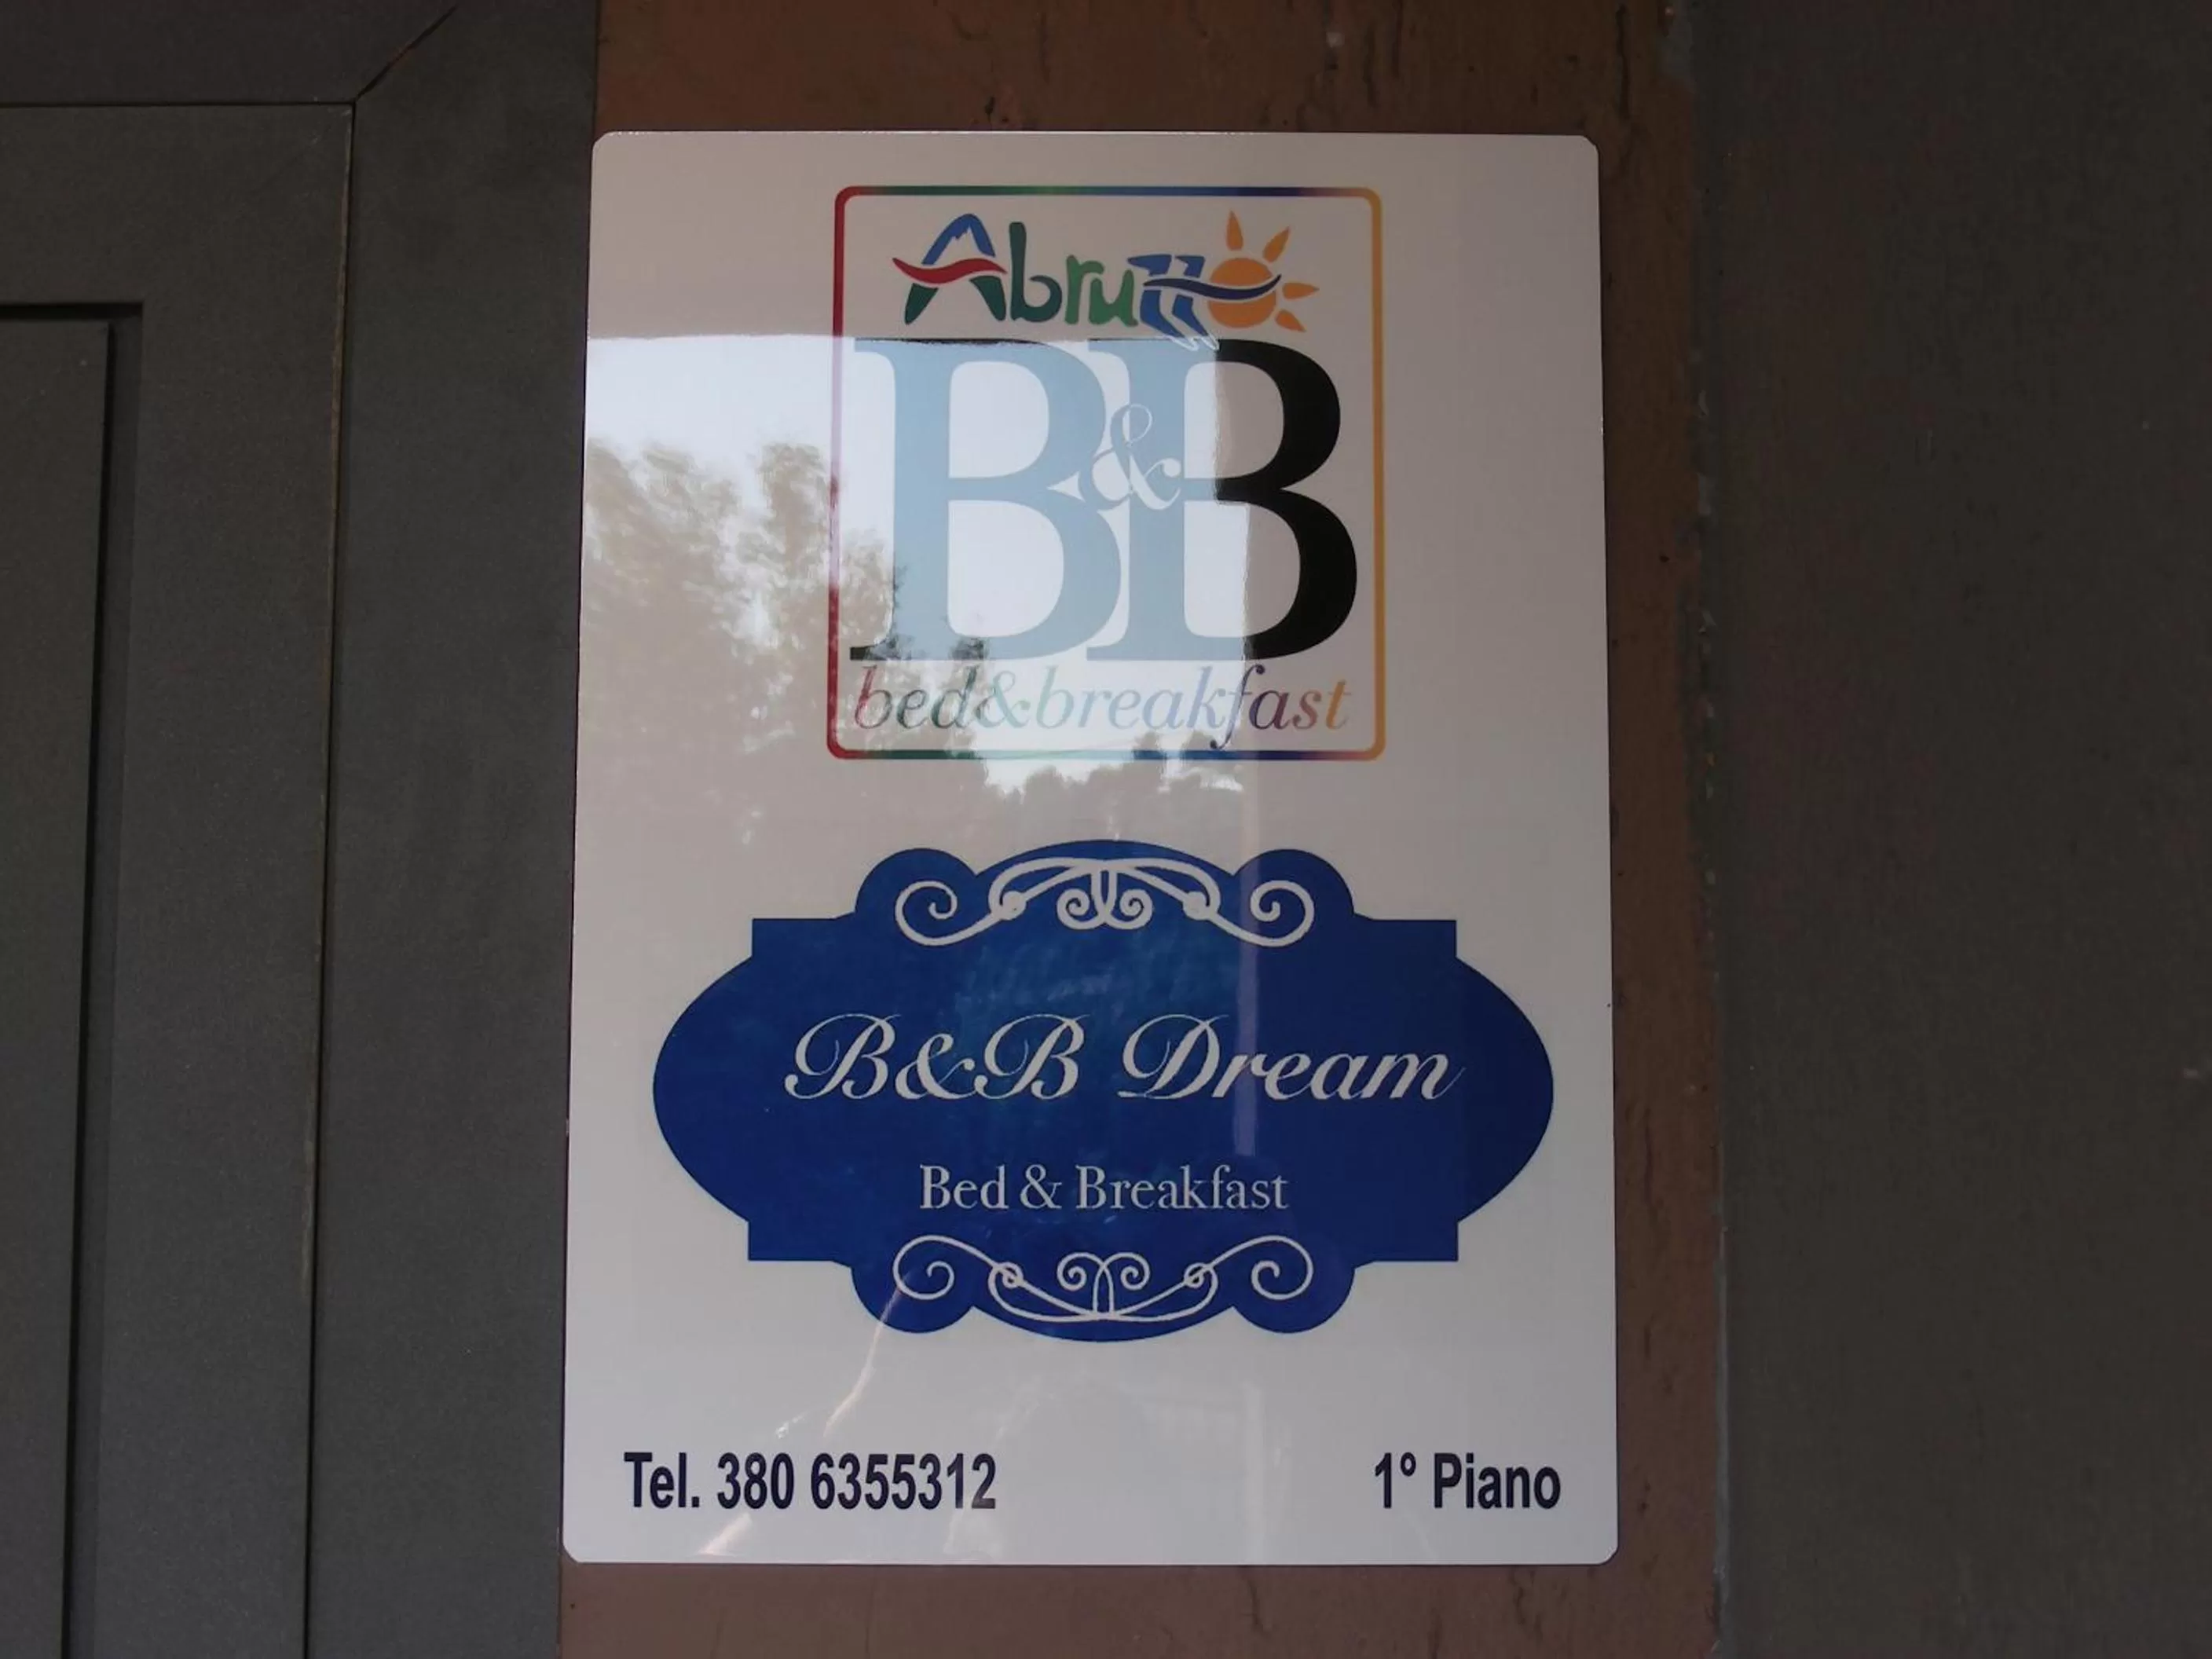 Abruzzo
B&B
bed&breakfast
B&B Dream
Bed & Breakfast
Tel. 380 6355312
1° Piano